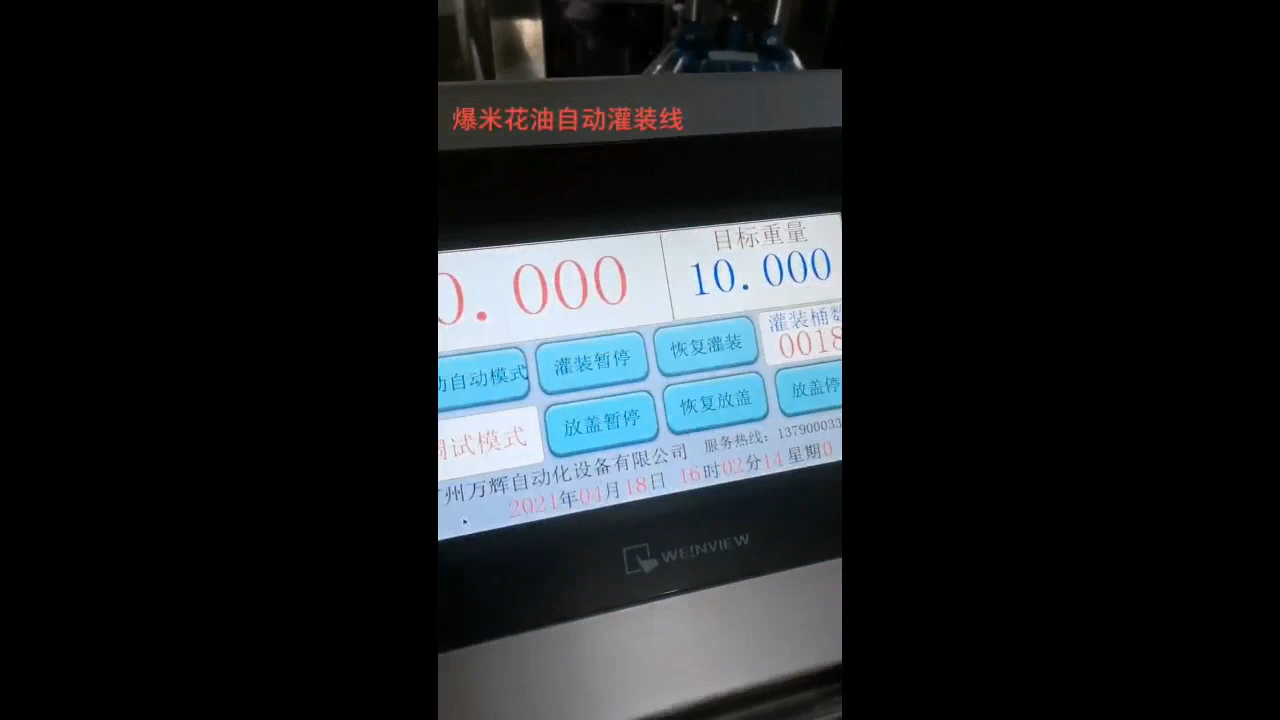 爆米花油自动灌装线
目标重量
0.000
10.000
灌装桶数
0018
动自动模式
灌装暂停
恢复灌装
调试模式
放盖暂停
恢复放盖
放盖停
广州万辉自动化设备有限公司
服务热线：137900033
2021年04月18日 16时02分14 星期0
WEINVIEW